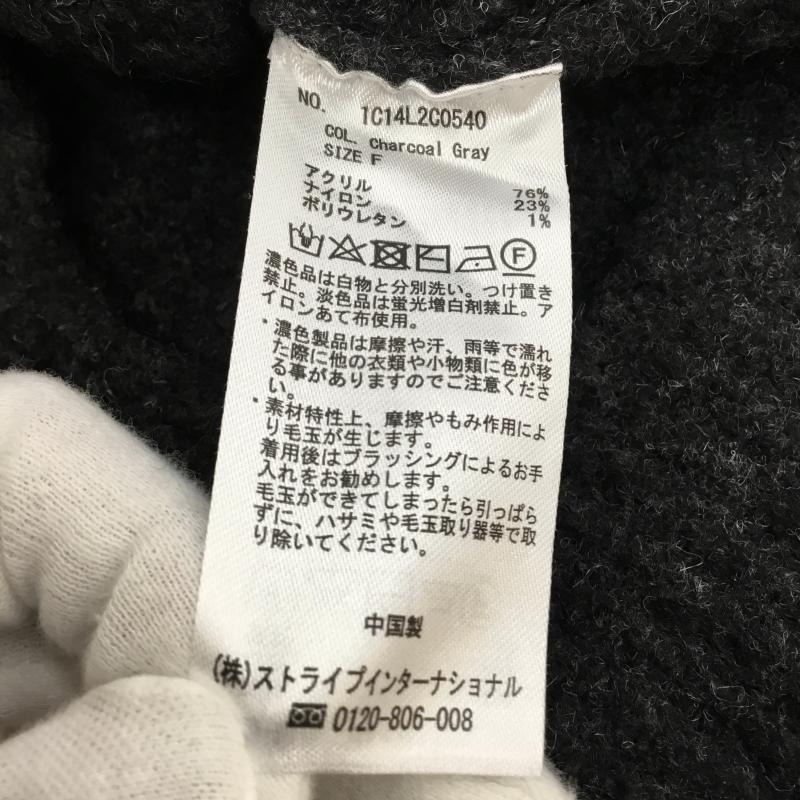 NO. 1C14L2C0540
COL. Charcoal Gray
SIZE F
アクリル 76%
ナイロン 23%
ポリウレタン 1%
F
濃色品は白物と分別洗い。つけ置き
禁止。淡色品は蛍光増白剤禁止。ア
イロンあて布使用。
・濃色製品は摩擦や汗、雨等で濡れ
た際に他の衣類や小物類に色が移
る事がありますのでご注意くださ
い。
・素材特性上、摩擦やもみ作用によ
り毛玉が生じます。
着用後はブラッシングによるお手
入れをお勧めします。
毛玉ができてしまったら引っぱら
ずに、ハサミや毛玉取り器等で取
り除いてください。
中国製
(株)ストライプインターナショナル
0120-806-008